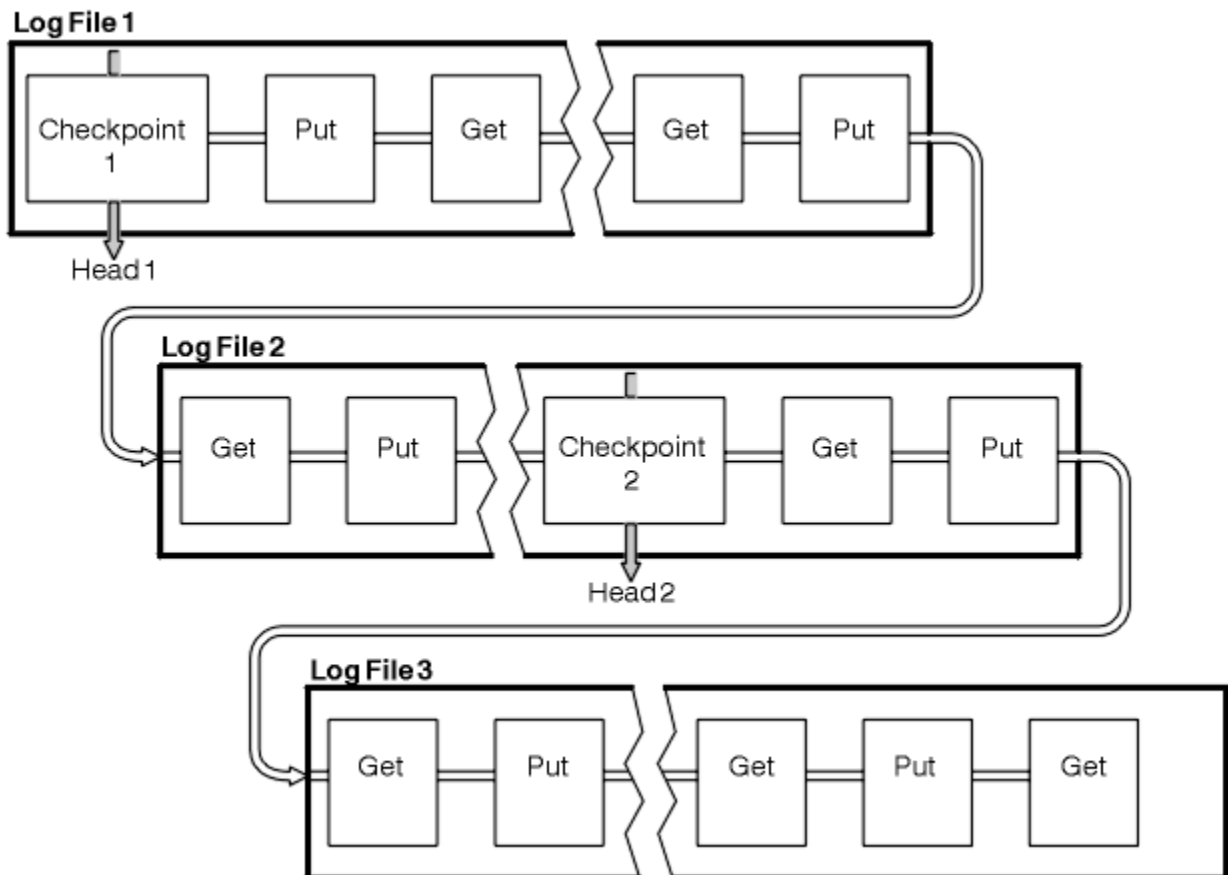 Log File 1
Checkpoint
1
Put
Get
Get
Put
Head 1
Log File 2
Get
Put
Checkpoint
2
Get
Put
Head 2
Log File 3
Get
Put
Get
Put
Get